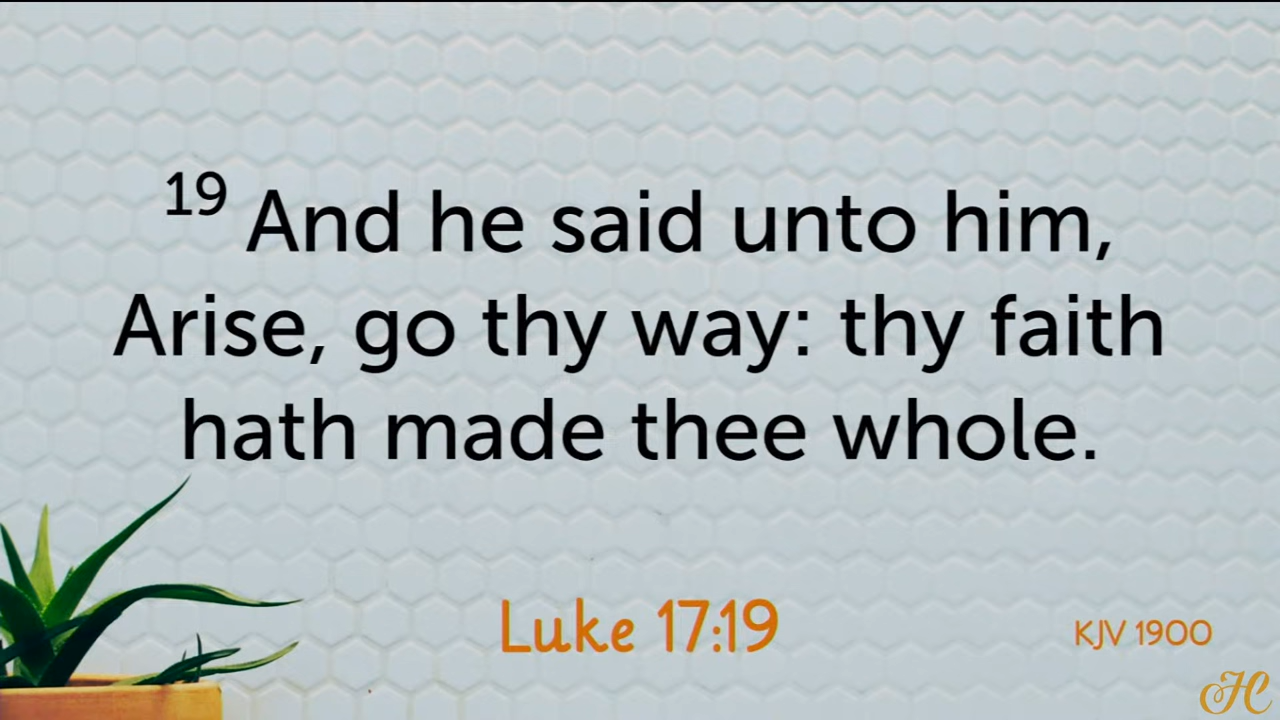 19 And he said unto him,
Arise, go thy way: thy faith
hath made thee whole.
Luke 17:19
KJV 1900
HC